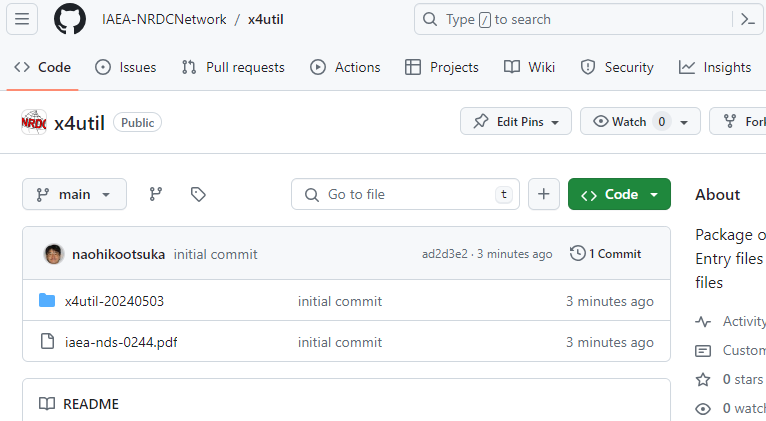 IAEA-NRDCNetwork / x4util
Type / to search
Code Issues Pull requests Actions Projects Wiki Security Insights
NRDC x4util Public
Edit Pins Watch 0 Fork
main
Go to file t
Code
About
naohikootsuka initial commit
ad2d3e2 · 3 minutes ago
1 Commit
Package o
Entry files
files
x4util-20240503 initial commit 3 minutes ago
iaea-nds-0244.pdf initial commit 3 minutes ago
Activity
Custom
0 stars
0 watc
README